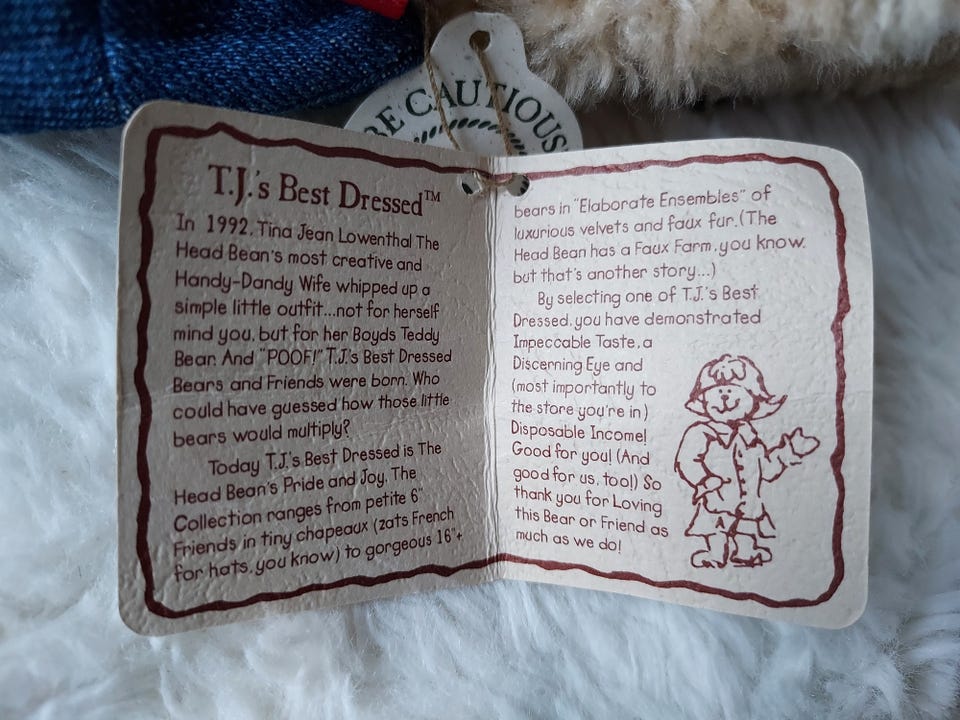 BE CAUTIOUS
T.J.'s Best Dressed™
In 1992, Tina Jean Lowenthal The
Head Bean's most creative and
Handy-Dandy Wife whipped up a
simple little outfit...not for herself
mind you, but for her Boyds Teddy
Bear. And "POOF!" T.J.'s Best Dressed
Bears and Friends were born. Who
could have guessed how those little
bears would multiply?
Today T.J.'s Best Dressed is The
Head Bean's Pride and Joy. The
Collection ranges from petite 6"
Friends in tiny chapeaux (zats French
for hats, you know) to gorgeous 16"+
bears in "Elaborate Ensembles" of
luxurious velvets and faux fur. (The
Head Bean has a Faux Farm, you know,
but that's another story...)
By selecting one of T.J.'s Best
Dressed, you have demonstrated
Impeccable Taste, a
Discerning Eye and
(most importantly to
the store you're in)
Disposable Income!
Good for you! (And
good for us, too!) So
thank you for Loving
this Bear or Friend as
much as we do!